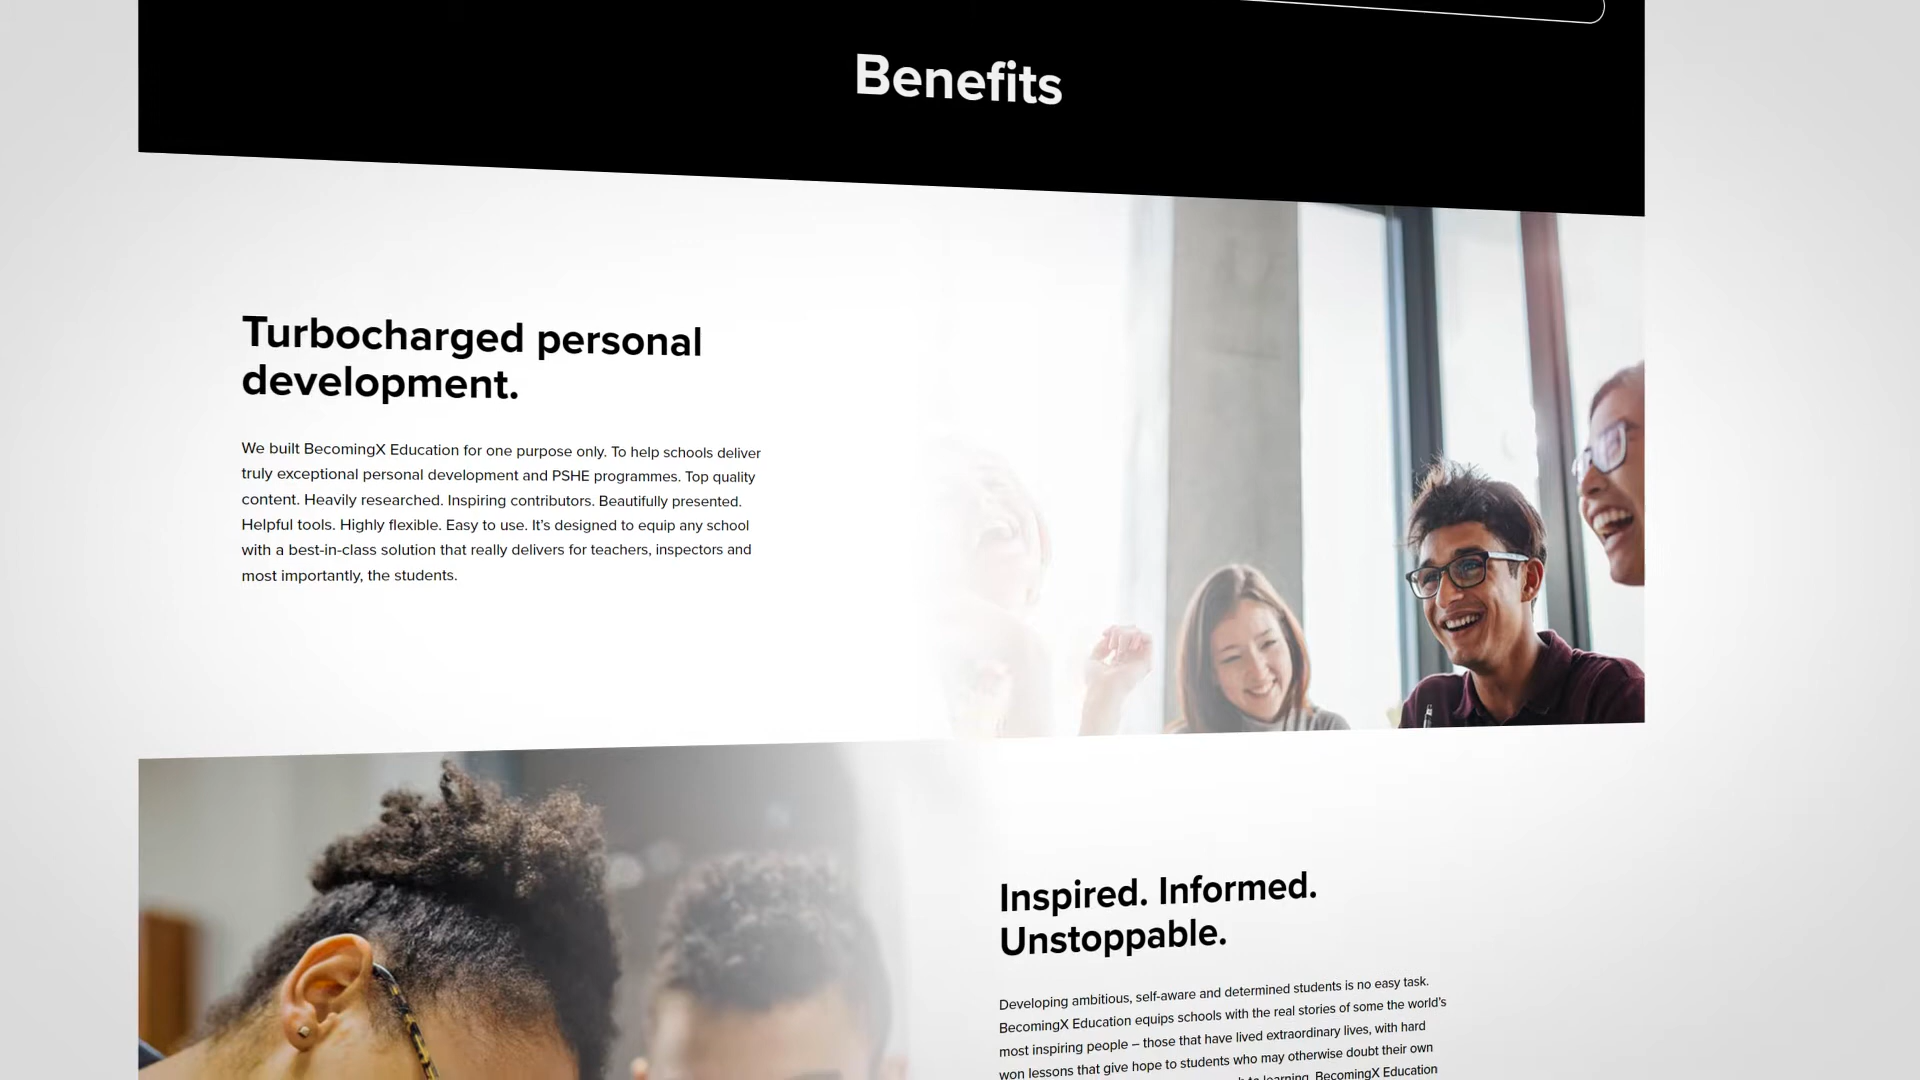 Benefits
Turbocharged personal
development.
We built BecomingX Education for one purpose only. To help schools deliver
truly exceptional personal development and PSHE programmes. Top quality
content. Heavily researched. Inspiring contributors. Beautifully presented.
Helpful tools. Highly flexible. Easy to use. It’s designed to equip any school
with a best-in-class solution that really delivers for teachers, inspectors and
most importantly, the students.
Inspired. Informed.
Unstoppable.
Developing ambitious, self-aware and determined students is no easy task.
BecomingX Education equips schools with the real stories of some the world’s
most inspiring people – those that have lived extraordinary lives, with hard
won lessons that give hope to students who may otherwise doubt their own
to learning. BecomingX Education